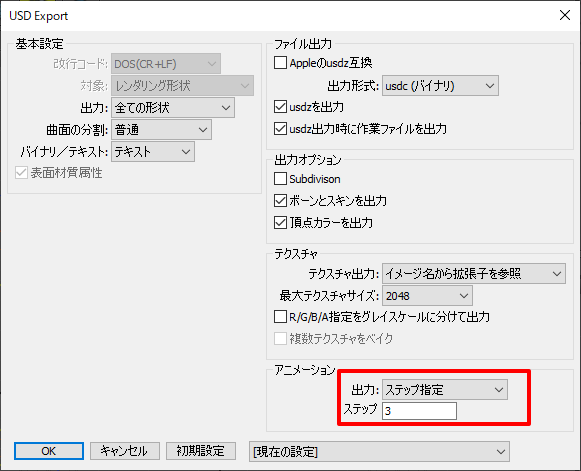 USD Export
基本設定
改行コード: DOS(CR+LF)
対象: レンダリング形状
出力: 全ての形状
曲面の分割: 普通
バイナリ／テキスト: テキスト
表面材質属性
ファイル出力
Appleのusdz互換
出力形式: usdc (バイナリ)
usdzを出力
usdz出力時に作業ファイルを出力
出力オプション
Subdivison
ボーンとスキンを出力
頂点カラーを出力
テクスチャ
テクスチャ出力: イメージ名から拡張子を参照
最大テクスチャサイズ: 2048
R/G/B/A指定をグレイスケールに分けて出力
複数テクスチャをベイク
アニメーション
出力: ステップ指定
ステップ 3
OK キャンセル 初期設定 [現在の設定]